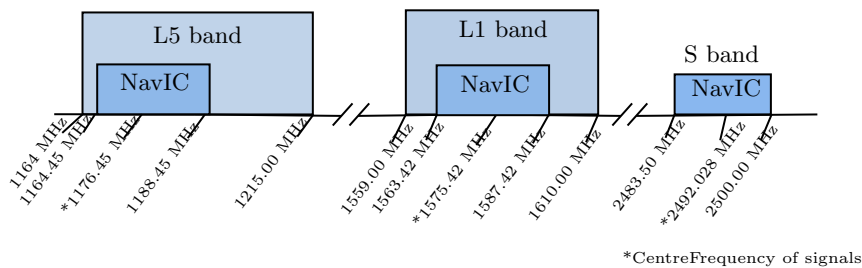 L5 band
L1 band
S band
NavIC
NavIC
NavIC
1164 MHz
1164.45 MHz
*1176.45 MHz
1188.45 MHz
1215.00 MHz
1559.00 MHz
1563.42 MHz
*1575.42 MHz
1587.42 MHz
1610.00 MHz
2483.50 MHz
*2492.028 MHz
2500.00 MHz
*CentreFrequency of signals